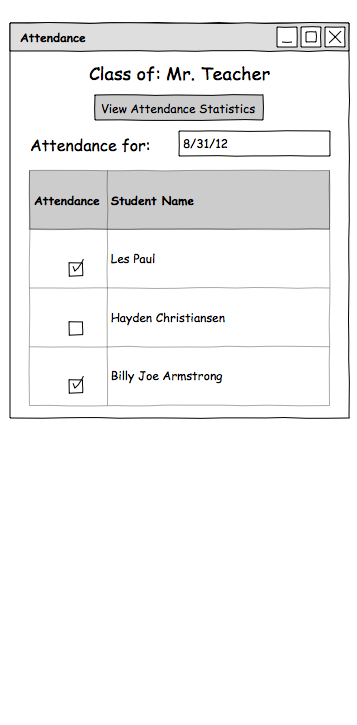 Attendance
Class of: Mr. Teacher
View Attendance Statistics
Attendance for: 8/31/12
Attendance Student Name
Les Paul
Hayden Christiansen
Billy Joe Armstrong